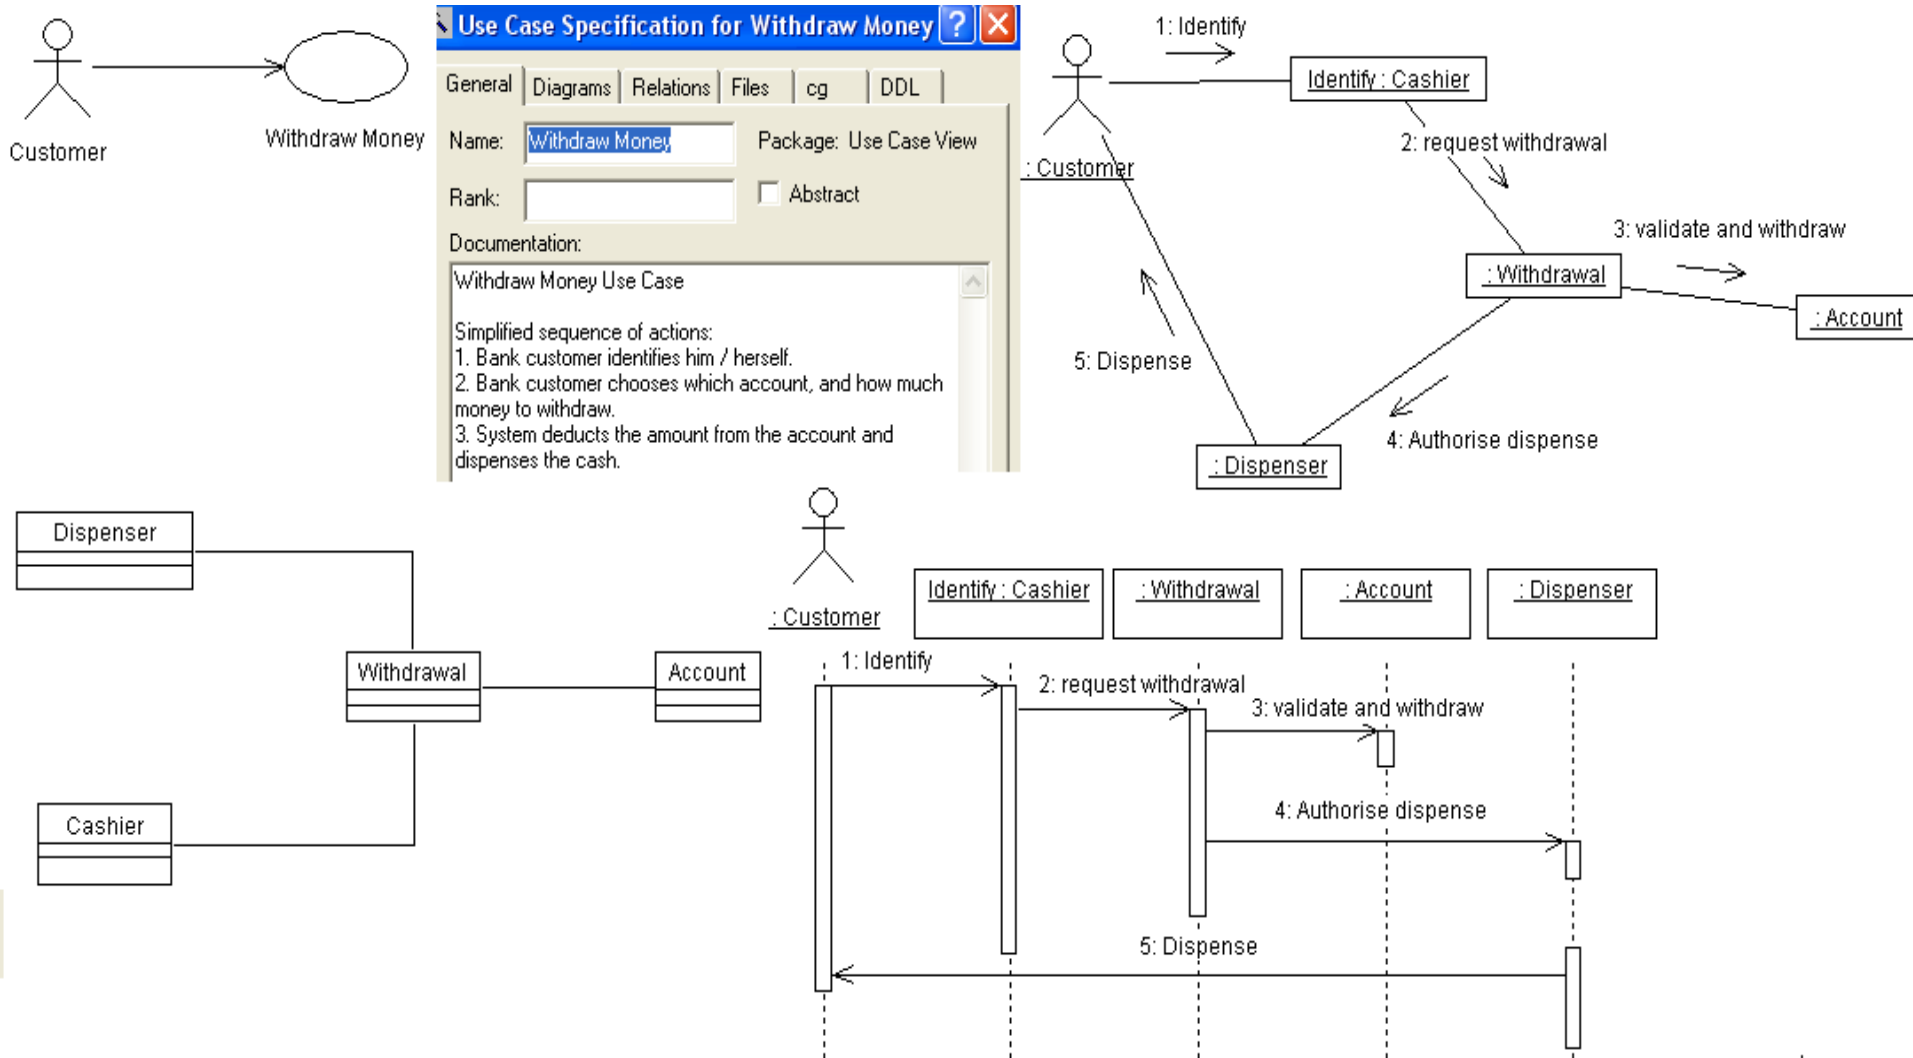 Customer
Withdraw Money
Use Case Specification for Withdraw Money
?
General
Diagrams
Relations
Files
cg
DDL
Name:
Withdraw Money
Package: Use Case View
Rank:
Abstract
Documentation:
Withdraw Money Use Case
Simplified sequence of actions:
1. Bank customer identifies him / herself.
2. Bank customer chooses which account, and how much
money to withdraw.
3. System deducts the amount from the account and
dispenses the cash.
1: Identify
Identify : Cashier
: Customer
2: request withdrawal
3: validate and withdraw
: Withdrawal
: Account
5: Dispense
4: Authorise dispense
: Dispenser
Dispenser
Withdrawal
Account
Cashier
: Customer
Identify : Cashier
: Withdrawal
: Account
: Dispenser
1: Identify
2: request withdrawal
3: validate and withdraw
4: Authorise dispense
5: Dispense